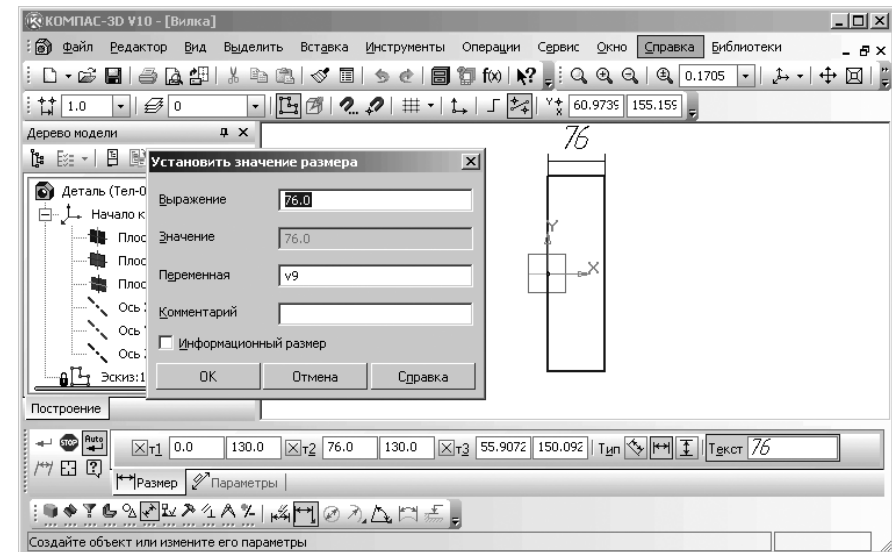 КОМПАС-3D V10 - [Вилка]
Файл Редактор Вид Выделить Вставка Инструменты Операции Сервис Окно Справка Библиотеки
f(x) 0.1705
1.0 0 60.9739 155.159
Дерево модели
76
Установить значение размера
Деталь (Тел-0
Выражение 76.0
Начало к
Y
Плос
Значение 76.0
Плос
X
Переменная v9
Плос
Ось
Комментарий
Ось
Информационный размер
Ось
OK Отмена Справка
Эскиз:1
Построение
STOP Auto т1 0.0 130.0 т2 76.0 130.0 т3 55.9072 150.092 Тип Текст 76
Размер Параметры
Создайте объект или измените его параметры